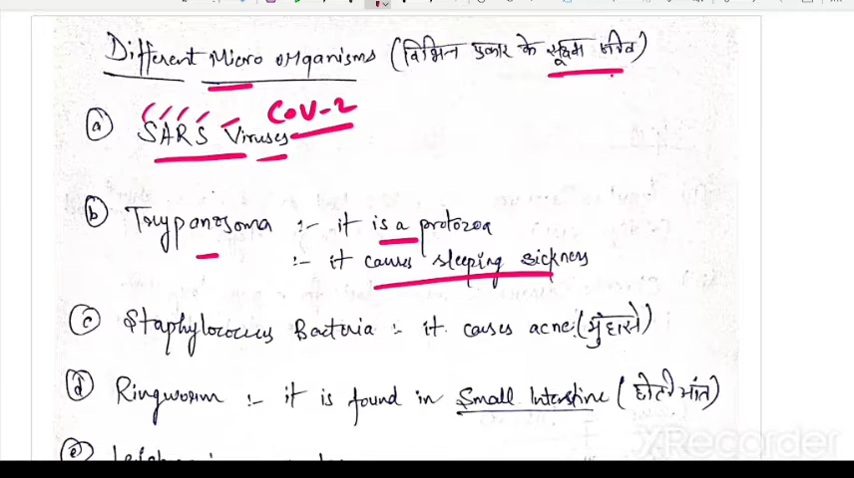 Different Micro organisms (विभिन प्रकार के सूक्ष्म जीव)
CoV-2
(a) SARS Viruses
(b) Trypanosoma :- it is a protozoa
:- it causes sleeping sickness
(c) Staphylococcus Bacteria :- it causes acne (मुंहासे)
(d) Ringworm :- it is found in Small Intestine (छोटी आंत)
(e)
XRecorder